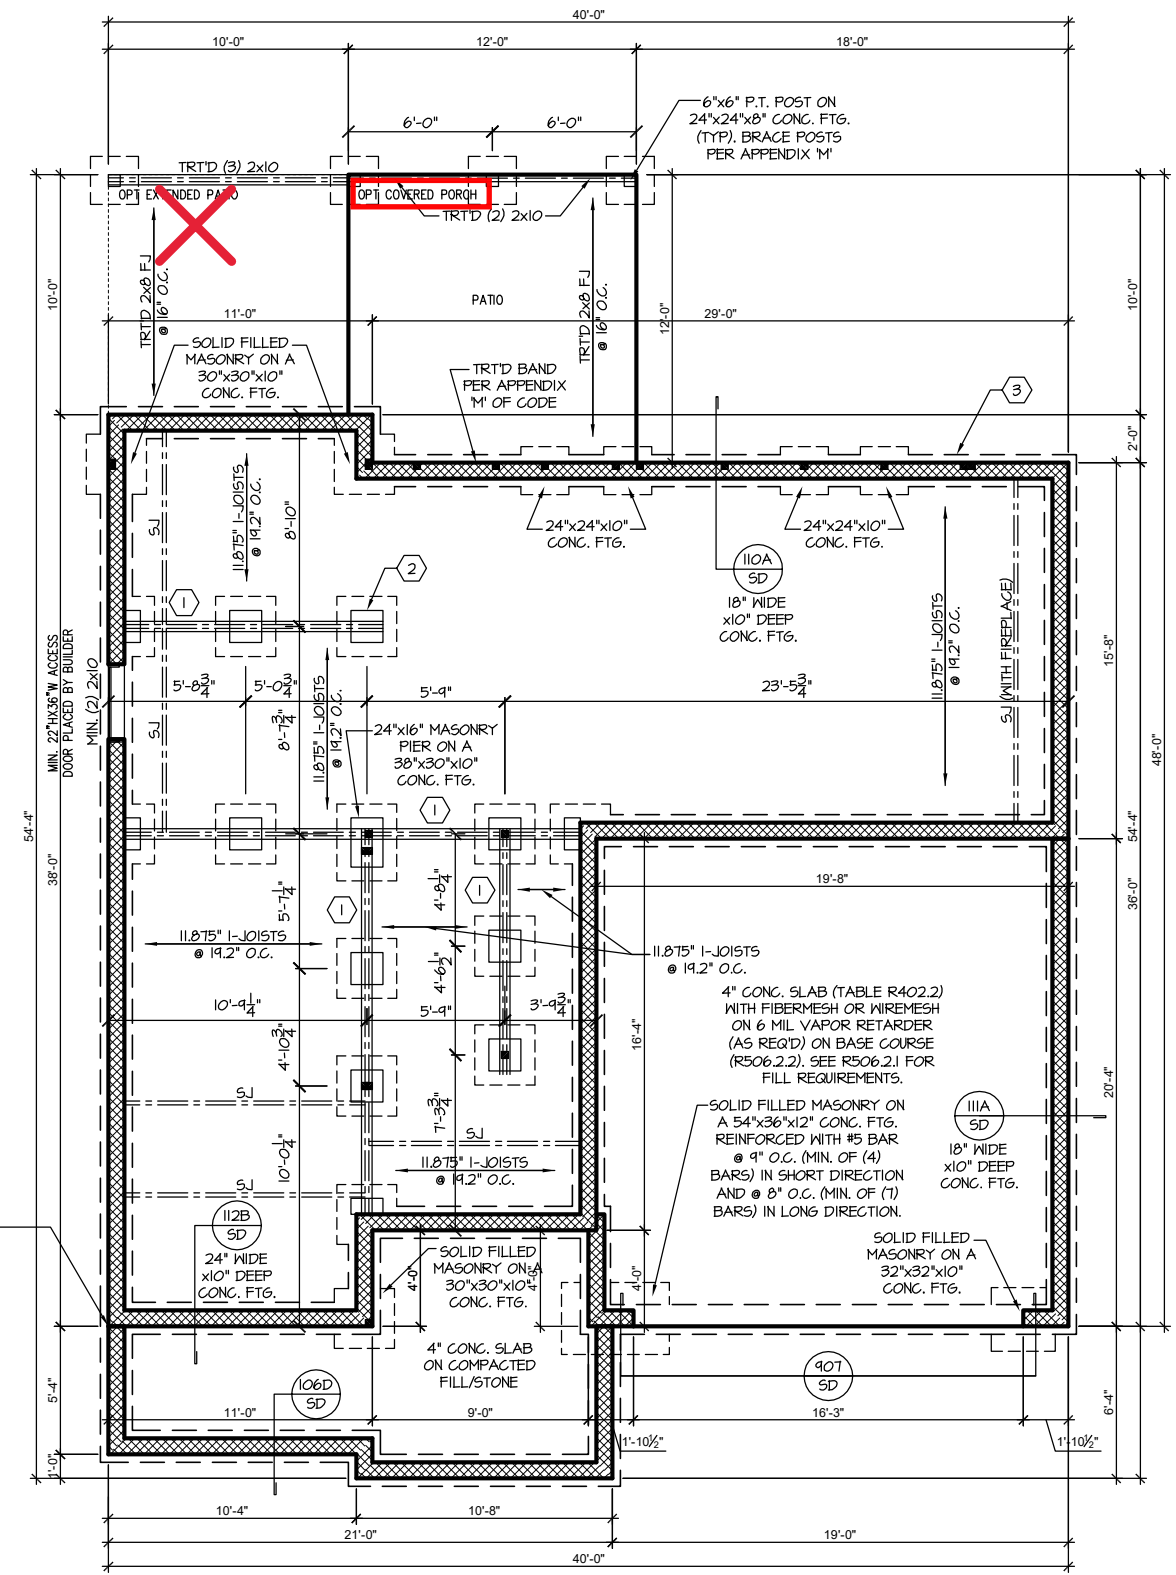 40'-0"
10'-0"
12'-0"
18'-0"
6'-0"
6'-0"
6"x6" P.T. POST ON
24"x24"x8" CONC. FTG.
(TYP). BRACE POSTS
PER APPENDIX 'M'
TRT'D (3) 2x10
OPT EXTENDED PATIO
OPT COVERED PORCH
TRT'D (2) 2x10
10'-0"
TRT'D 2x8 FJ
@ 16" O.C.
PATIO
TRT'D 2x8 FJ
@ 16" O.C.
12'-0"
10'-0"
11'-0"
29'-0"
SOLID FILLED
MASONRY ON A
30"x30"x10"
CONC. FTG.
TRT'D BAND
PER APPENDIX
'M' OF CODE
3
2'-0"
SJ
11.875" I-JOISTS
@ 19.2" O.C.
8'-10"
24"x24"x10"
CONC. FTG.
24"x24"x10"
CONC. FTG.
110A
SD
18" WIDE
x10" DEEP
CONC. FTG.
11.875" I-JOISTS
@ 19.2" O.C.
SJ (WITH FIREPLACE)
15'-8"
1
2
MIN. 22"HX36"W ACCESS
DOOR PLACED BY BUILDER
MIN. (2) 2x10
5'-8 3/4"
5'-0 3/4"
5'-9"
23'-5 3/4"
SJ
8'-7 3/4"
11.875" I-JOISTS
@ 19.2" O.C.
24"x16" MASONRY
PIER ON A
38"x30"x10"
CONC. FTG.
48'-0"
1
54'-4"
38'-0"
54'-4"
36'-0"
19'-8"
5'-7 1/4"
1
4'-8 1/4"
1
11.875" I-JOISTS
@ 19.2" O.C.
11.875" I-JOISTS
@ 19.2" O.C.
4'-6 1/2"
10'-9 1/4"
5'-9"
3'-9 3/4"
16'-4"
4" CONC. SLAB (TABLE R402.2)
WITH FIBERMESH OR WIREMESH
ON 6 MIL VAPOR RETARDER
(AS REQ'D) ON BASE COURSE
(R506.2.2). SEE R506.2.1 FOR
FILL REQUIREMENTS.
4'-10 3/4"
SJ
7'-3 3/4"
SJ
20'-4"
SOLID FILLED MASONRY ON
A 54"x36"x12" CONC. FTG.
REINFORCED WITH #5 BAR
@ 9" O.C. (MIN. OF (4)
BARS) IN SHORT DIRECTION
AND @ 8" O.C. (MIN. OF (7)
BARS) IN LONG DIRECTION.
111A
SD
18" WIDE
x10" DEEP
CONC. FTG.
10'-0 1/4"
11.875" I-JOISTS
@ 19.2" O.C.
SJ
112B
SD
24" WIDE
x10" DEEP
CONC. FTG.
4'-0"
SOLID FILLED
MASONRY ON A
30"x30"x10"
CONC. FTG.
4'-0"
4'-0"
SOLID FILLED
MASONRY ON A
32"x32"x10"
CONC. FTG.
4" CONC. SLAB
ON COMPACTED
FILL/STONE
907
SD
5'-4"
106D
SD
6'-4"
11'-0"
9'-0"
16'-3"
1'-10½"
1'-10½"
1'-0"
10'-4"
10'-8"
21'-0"
19'-0"
40'-0"